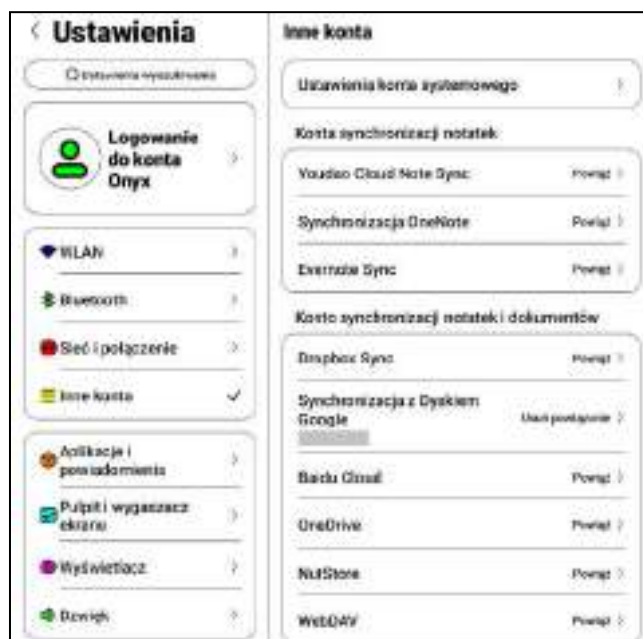 Ustawienia
Ustawienia wyszukiwania
Logowanie
do konta
Onyx
WLAN
Bluetooth
Sieć i połączenie
Inne konta
Aplikacje i
powiadomienia
Pulpit i wygaszacz
ekranu
Wyświetlacz
Dźwięk
Inne konta
Ustawienia konta systemowego
Konta synchronizacji notatek
Youdao Cloud Note Sync Powiąż
Synchronizacja OneNote Powiąż
Evernote Sync Powiąż
Konto synchronizacji notatek i dokumentów
Dropbox Sync Powiąż
Synchronizacja z Dyskiem
Google Usuń powiązanie
Baidu Cloud Powiąż
OneDrive Powiąż
NutStore Powiąż
WebDAV Powiąż